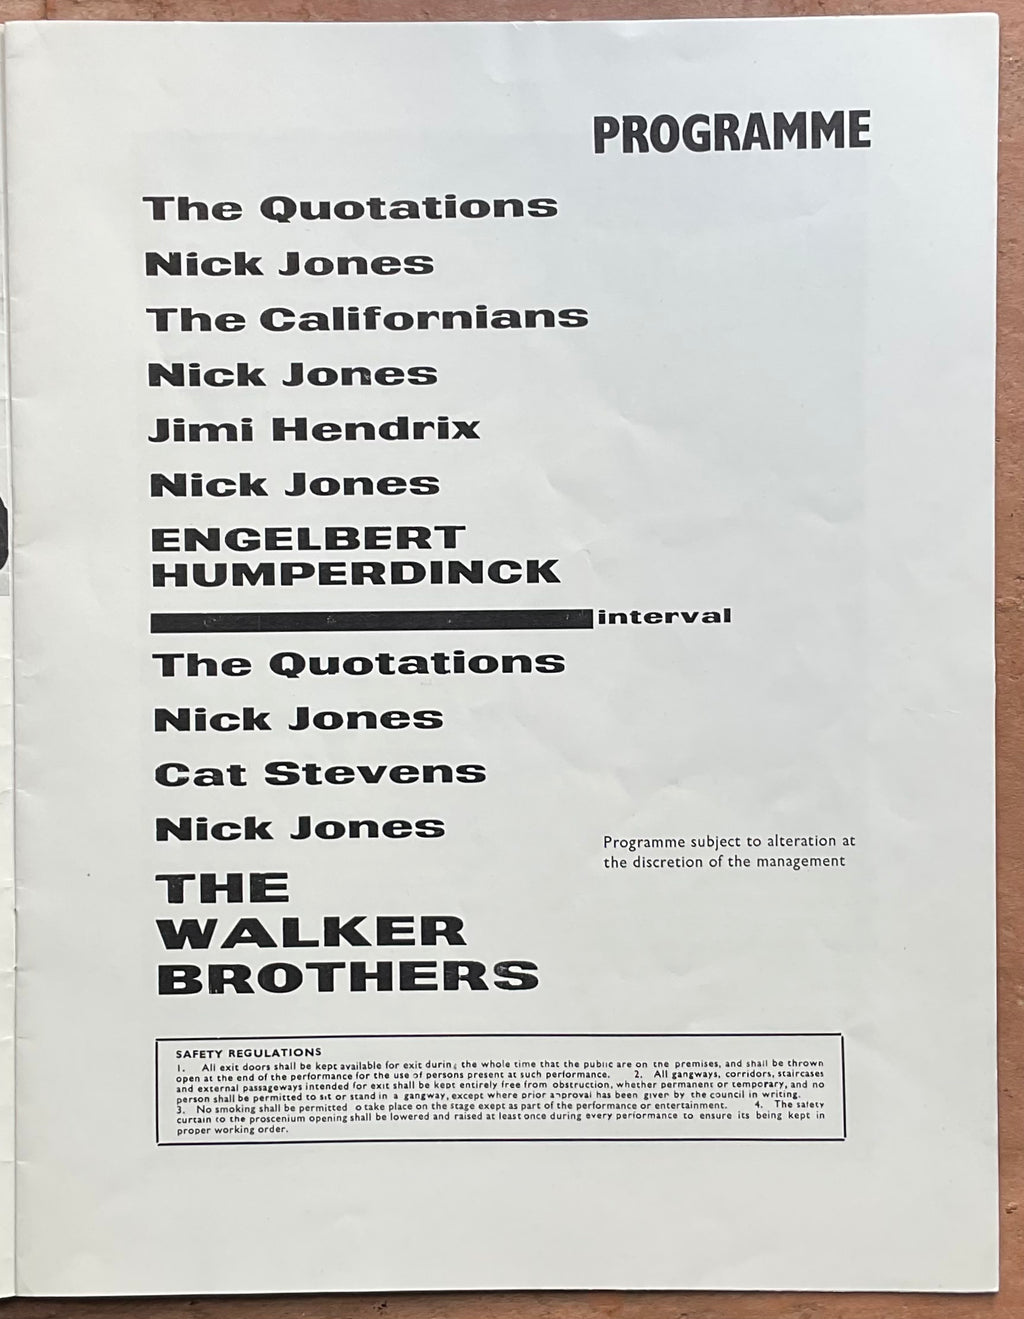 PROGRAMME
The Quotations
Nick Jones
The Californians
Nick Jones
Jimi Hendrix
Nick Jones
ENGELBERT
HUMPERDINCK
interval
The Quotations
Nick Jones
Cat Stevens
Nick Jones
Programme subject to alteration at
the discretion of the management
THE
WALKER
BROTHERS
SAFETY REGULATIONS
1. All exit doors shall be kept available for exit during the whole time that the public are on the premises, and shall be thrown
open at the end of the performance for the use of persons present at such performance. 2. All gangways, corridors, staircases
and external passageways intended for exit shall be kept entirely free from obstruction, whether permanent or temporary, and no
person shall be permitted to sit or stand in a gangway, except where prior approval has been given by the council in writing.
3. No smoking shall be permitted o take place on the stage exept as part of the performance or entertainment. 4. The safety
curtain to the proscenium opening shall be lowered and raised at least once during every performance to ensure its being kept in
proper working order.